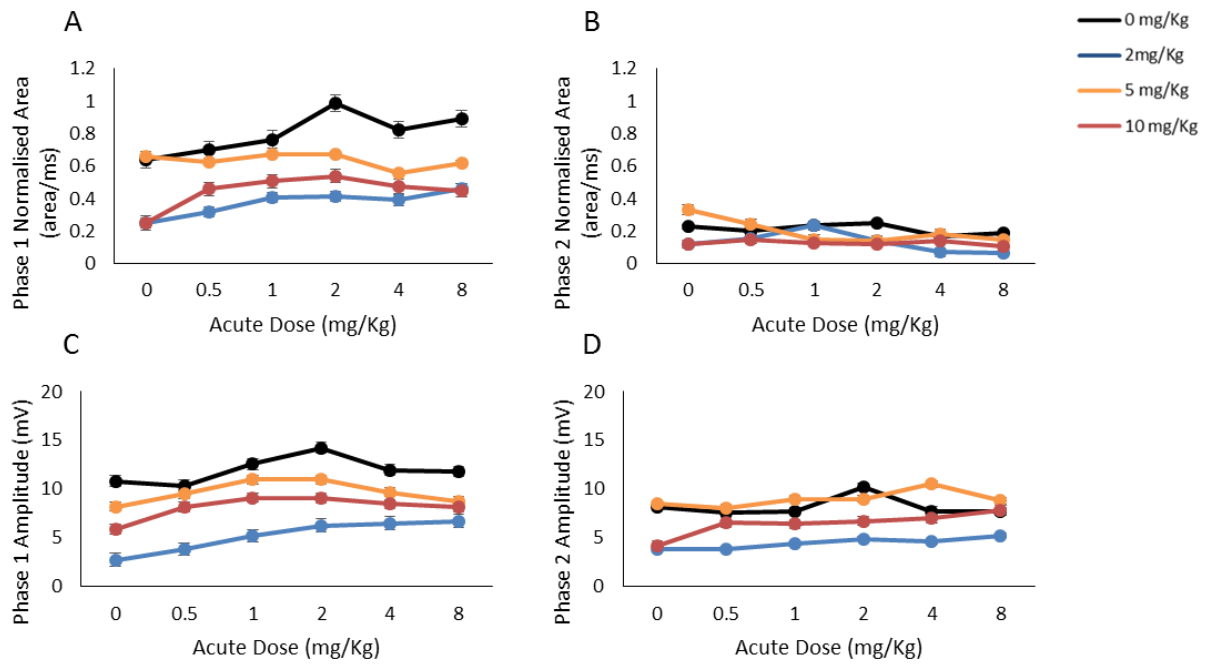 A
Phase 1 Normalised Area
(area/ms)
1.2
1
0.8
0.6
0.4
0.2
0
0 0.5 1 2 4 8
Acute Dose (mg/Kg)
B
Phase 2 Normalised Area
(area/ms)
1.2
1
0.8
0.6
0.4
0.2
0
0 0.5 1 2 4 8
Acute Dose (mg/Kg)
0 mg/Kg
2mg/Kg
5 mg/Kg
10 mg/Kg
C
Phase 1 Amplitude (mV)
20
15
10
5
0
0 0.5 1 2 4 8
Acute Dose (mg/Kg)
D
Phase 2 Amplitude (mV)
20
15
10
5
0
0 0.5 1 2 4 8
Acute Dose (mg/Kg)